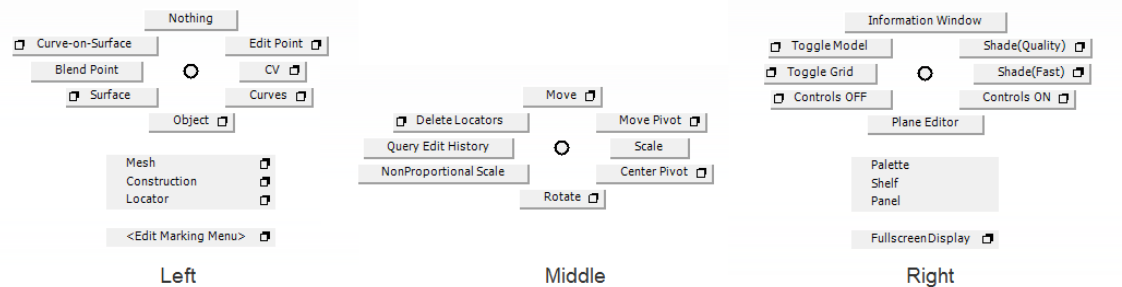 Nothing
Curve-on-Surface
Edit Point
Blend Point
CV
Surface
Curves
Object
Mesh
Construction
Locator
<Edit Marking Menu>
Left
Move
Delete Locators
Move Pivot
Query Edit History
Scale
NonProportional Scale
Center Pivot
Rotate
Middle
Information Window
Toggle Model
Shade(Quality)
Toggle Grid
Shade(Fast)
Controls OFF
Controls ON
Plane Editor
Palette
Shelf
Panel
Fullscreen Display
Right